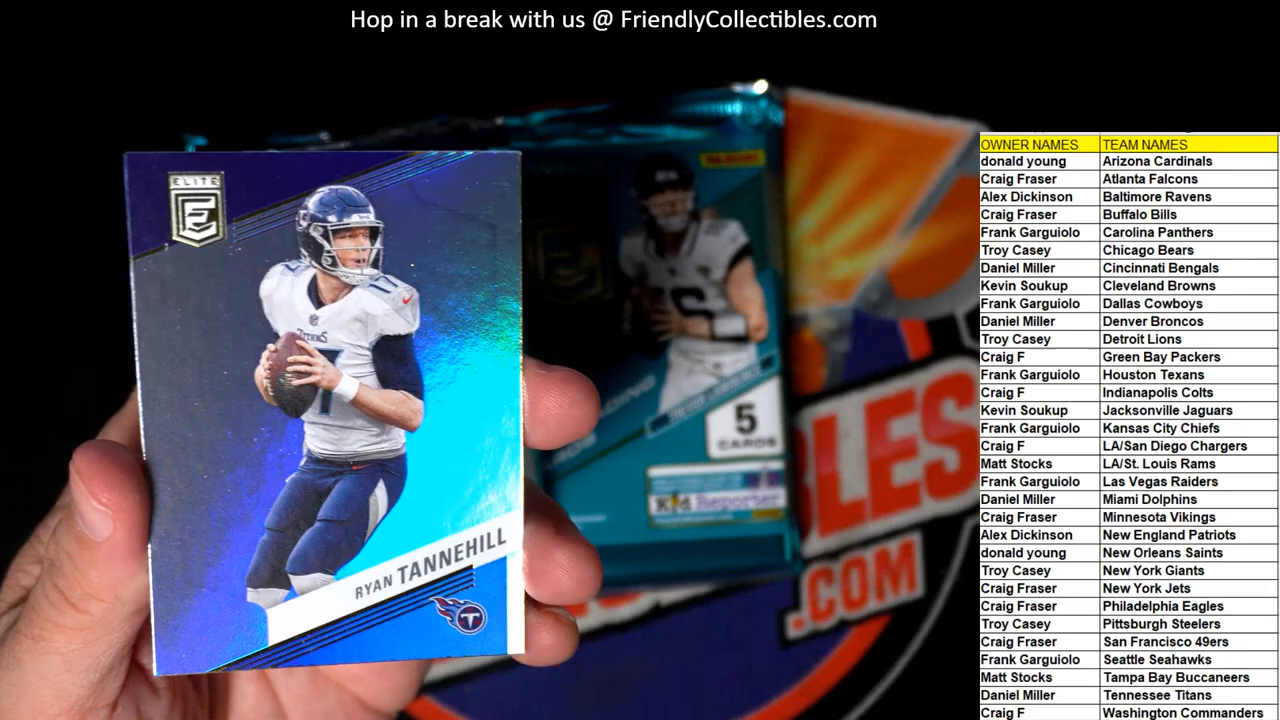 Hop in a break with us @ FriendlyCollectibles.com
ELITE
E
TITANS
17
RYAN TANNEHILL
T
PANINI
5
CARDS
Kid Reporter
BLES
.COM
OWNER NAMES TEAM NAMES
donald young Arizona Cardinals
Craig Fraser Atlanta Falcons
Alex Dickinson Baltimore Ravens
Craig Fraser Buffalo Bills
Frank Garguiolo Carolina Panthers
Troy Casey Chicago Bears
Daniel Miller Cincinnati Bengals
Kevin Soukup Cleveland Browns
Frank Garguiolo Dallas Cowboys
Daniel Miller Denver Broncos
Troy Casey Detroit Lions
Craig F Green Bay Packers
Frank Garguiolo Houston Texans
Craig F Indianapolis Colts
Kevin Soukup Jacksonville Jaguars
Frank Garguiolo Kansas City Chiefs
Craig F LA/San Diego Chargers
Matt Stocks LA/St. Louis Rams
Frank Garguiolo Las Vegas Raiders
Daniel Miller Miami Dolphins
Craig Fraser Minnesota Vikings
Alex Dickinson New England Patriots
donald young New Orleans Saints
Troy Casey New York Giants
Craig Fraser New York Jets
Craig Fraser Philadelphia Eagles
Troy Casey Pittsburgh Steelers
Craig Fraser San Francisco 49ers
Frank Garguiolo Seattle Seahawks
Matt Stocks Tampa Bay Buccaneers
Daniel Miller Tennessee Titans
Craig F Washington Commanders